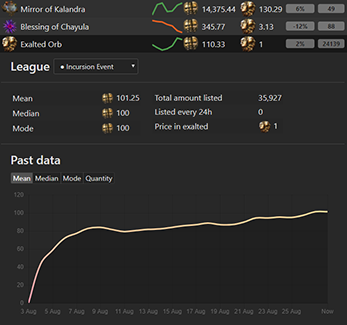 Mirror of Kalandra 14,375.44 130.29 6% 49
Blessing of Chayula 345.77 3.13 -12% 88
Exalted Orb 110.33 1 2% 24139
League • Incursion Event
Mean 101.25 Total amount listed 35,927
Median 100 Listed every 24h 0
Mode 100 Price in exalted 1
Past data
Mean Median Mode Quantity
120
100
80
60
40
20
0
3 Aug 5 Aug 7 Aug 9 Aug 11 Aug 13 Aug 15 Aug 17 Aug 19 Aug 21 Aug 23 Aug 25 Aug Now